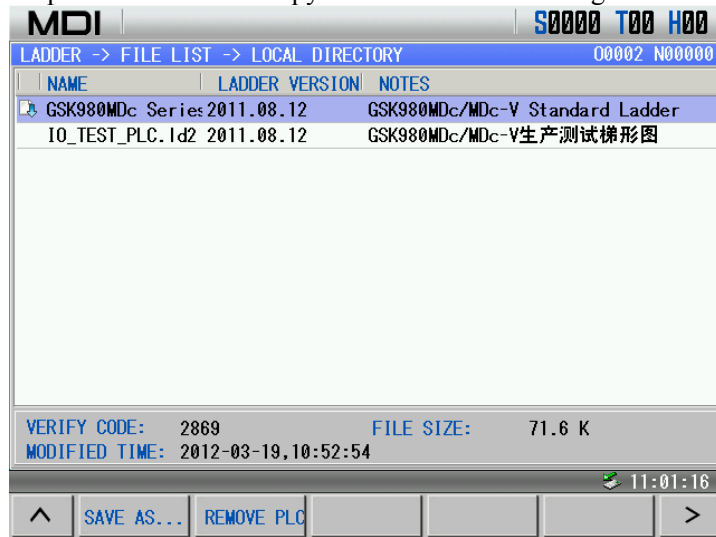 MDI S0000 T00 H00
LADDER -> FILE LIST -> LOCAL DIRECTORY O0002 N00000
NAME LADDER VERSION NOTES
GSK980MDc Series 2011.08.12 GSK980MDc/MDc-V Standard Ladder
IO_TEST_PLC.ld2 2011.08.12 GSK980MDc/MDc-V生产测试梯形图
VERIFY CODE: 2869 FILE SIZE: 71.6 K
MODIFIED TIME: 2012-03-19,10:52:54
11:01:16
^ SAVE AS... REMOVE PLC >